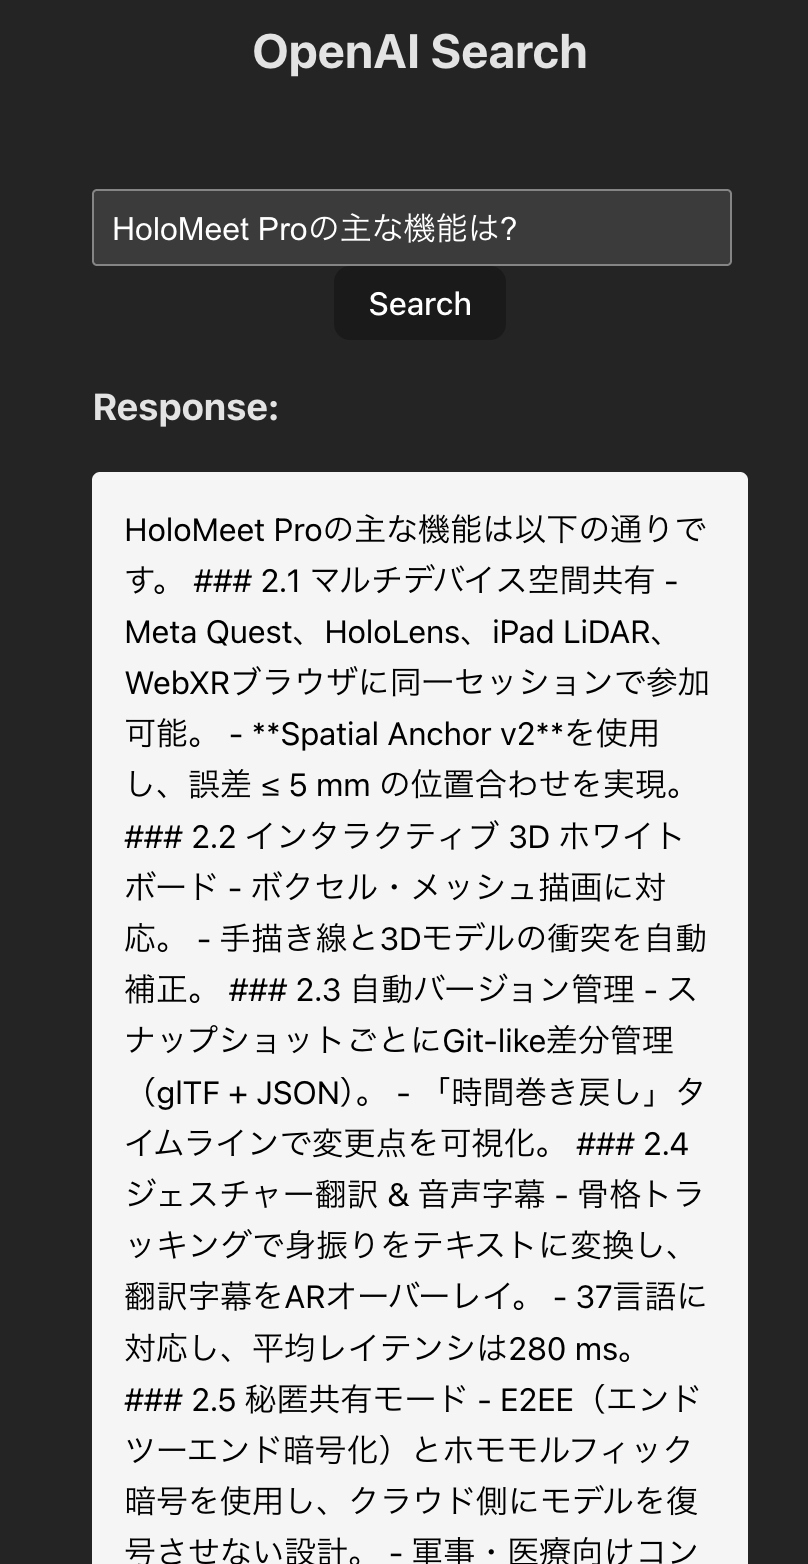 OpenAI Search
HoloMeet Proの主な機能は?
Search
Response:
HoloMeet Proの主な機能は以下の通りで
す。 ### 2.1 マルチデバイス空間共有 -
Meta Quest、HoloLens、iPad LiDAR、
WebXRブラウザに同一セッションで参加
可能。 - **Spatial Anchor v2**を使用
し、誤差 ≤ 5 mm の位置合わせを実現。
### 2.2 インタラクティブ 3D ホワイト
ボード - ボクセル・メッシュ描画に対
応。 - 手描き線と3Dモデルの衝突を自動
補正。 ### 2.3 自動バージョン管理 - ス
ナップショットごとにGit-like差分管理
（glTF + JSON）。 - 「時間巻き戻し」タ
イムラインで変更点を可視化。 ### 2.4
ジェスチャー翻訳 & 音声字幕 - 骨格トラ
ッキングで身振りをテキストに変換し、
翻訳字幕をARオーバーレイ。 - 37言語に
対応し、平均レイテンシは280 ms。
### 2.5 秘匿共有モード - E2EE（エンド
ツーエンド暗号化）とホモモルフィック
暗号を使用し、クラウド側にモデルを復
号させない設計。 - 軍事・医療向けコン